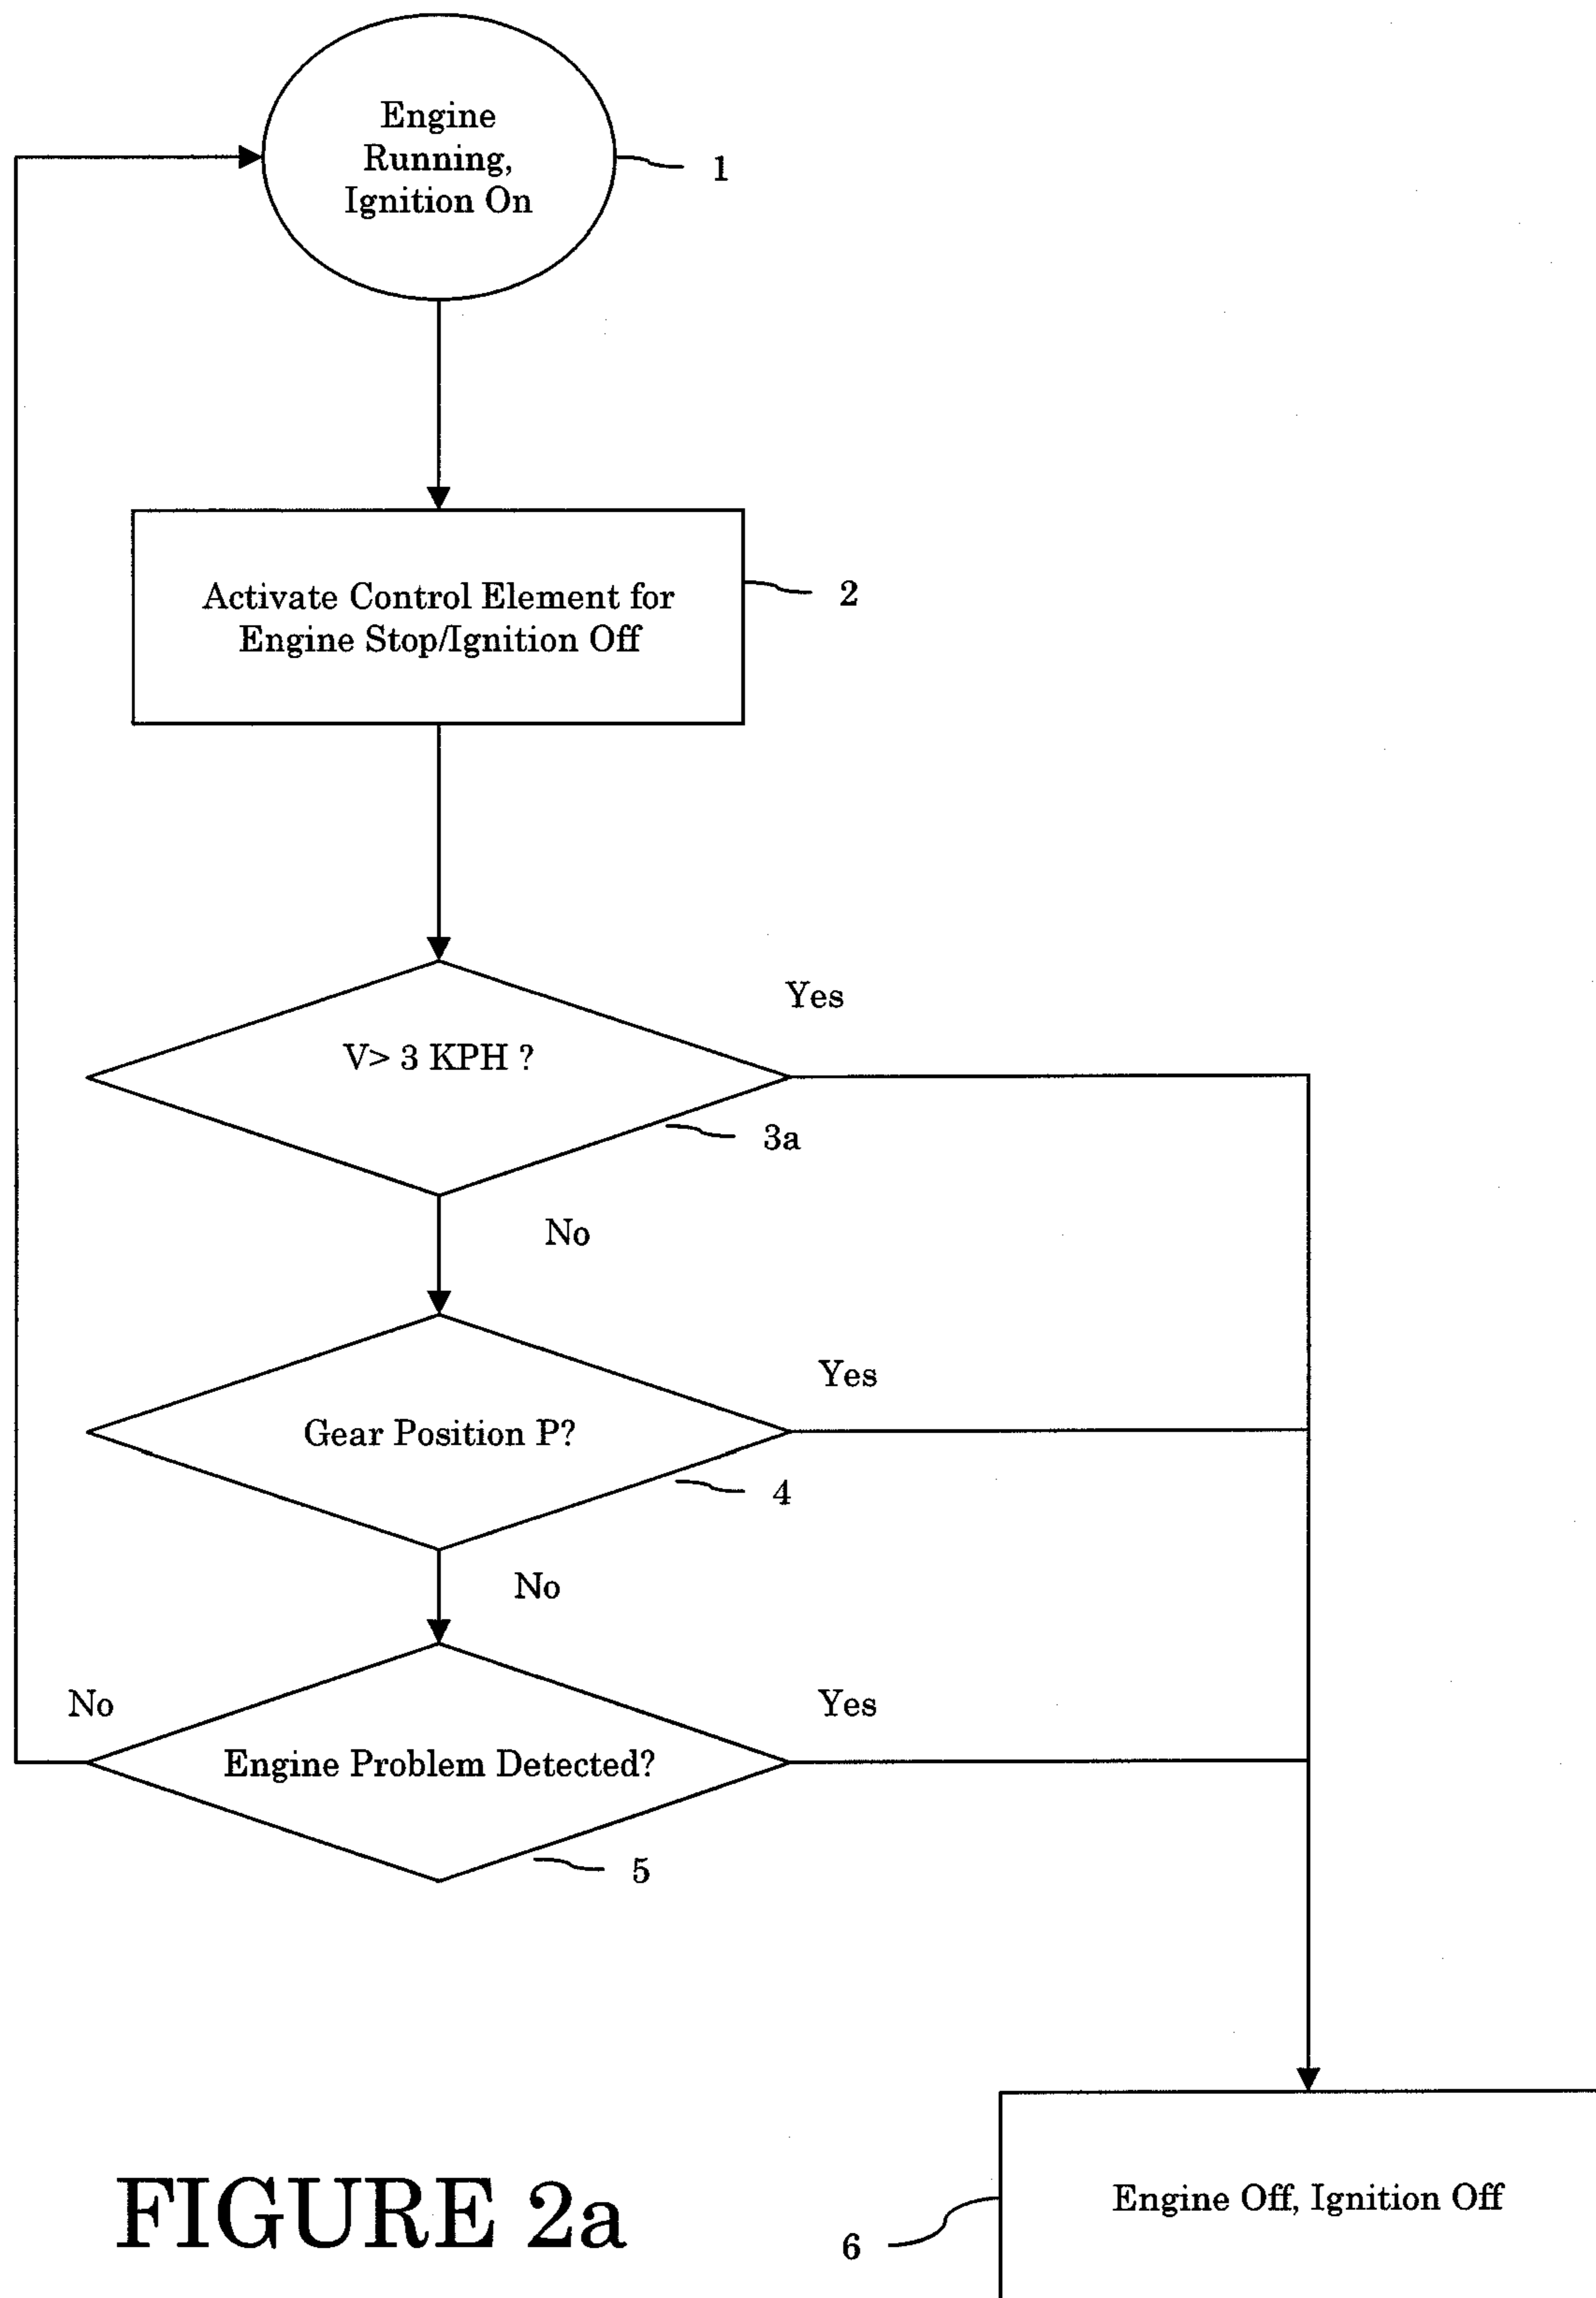 Engine
Running,
Ignition On
1
Activate Control Element for
Engine Stop/Ignition Off
2
Yes
V> 3 KPH ?
3a
No
Yes
Gear Position P?
4
No
No
Yes
Engine Problem Detected?
5
Engine Off, Ignition Off
6
FIGURE 2a